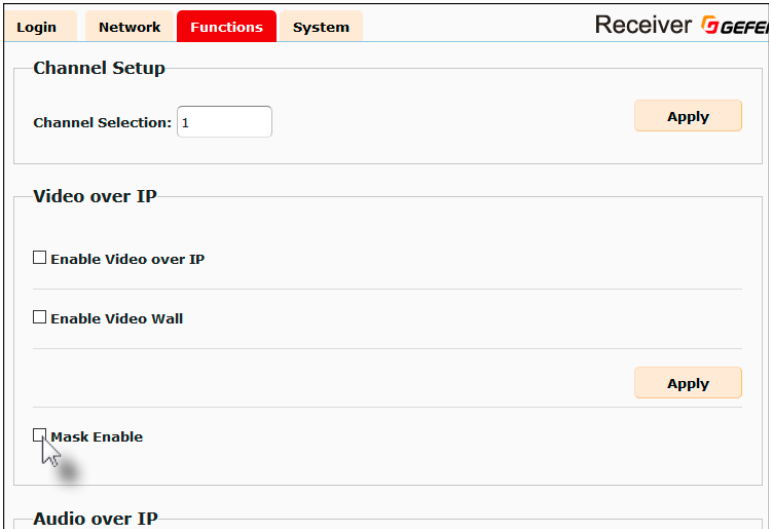 Login Network Functions System Receiver GEFEN
Channel Setup
Channel Selection: 1 Apply
Video over IP
Enable Video over IP
Enable Video Wall
Apply
Mask Enable
Audio over IP